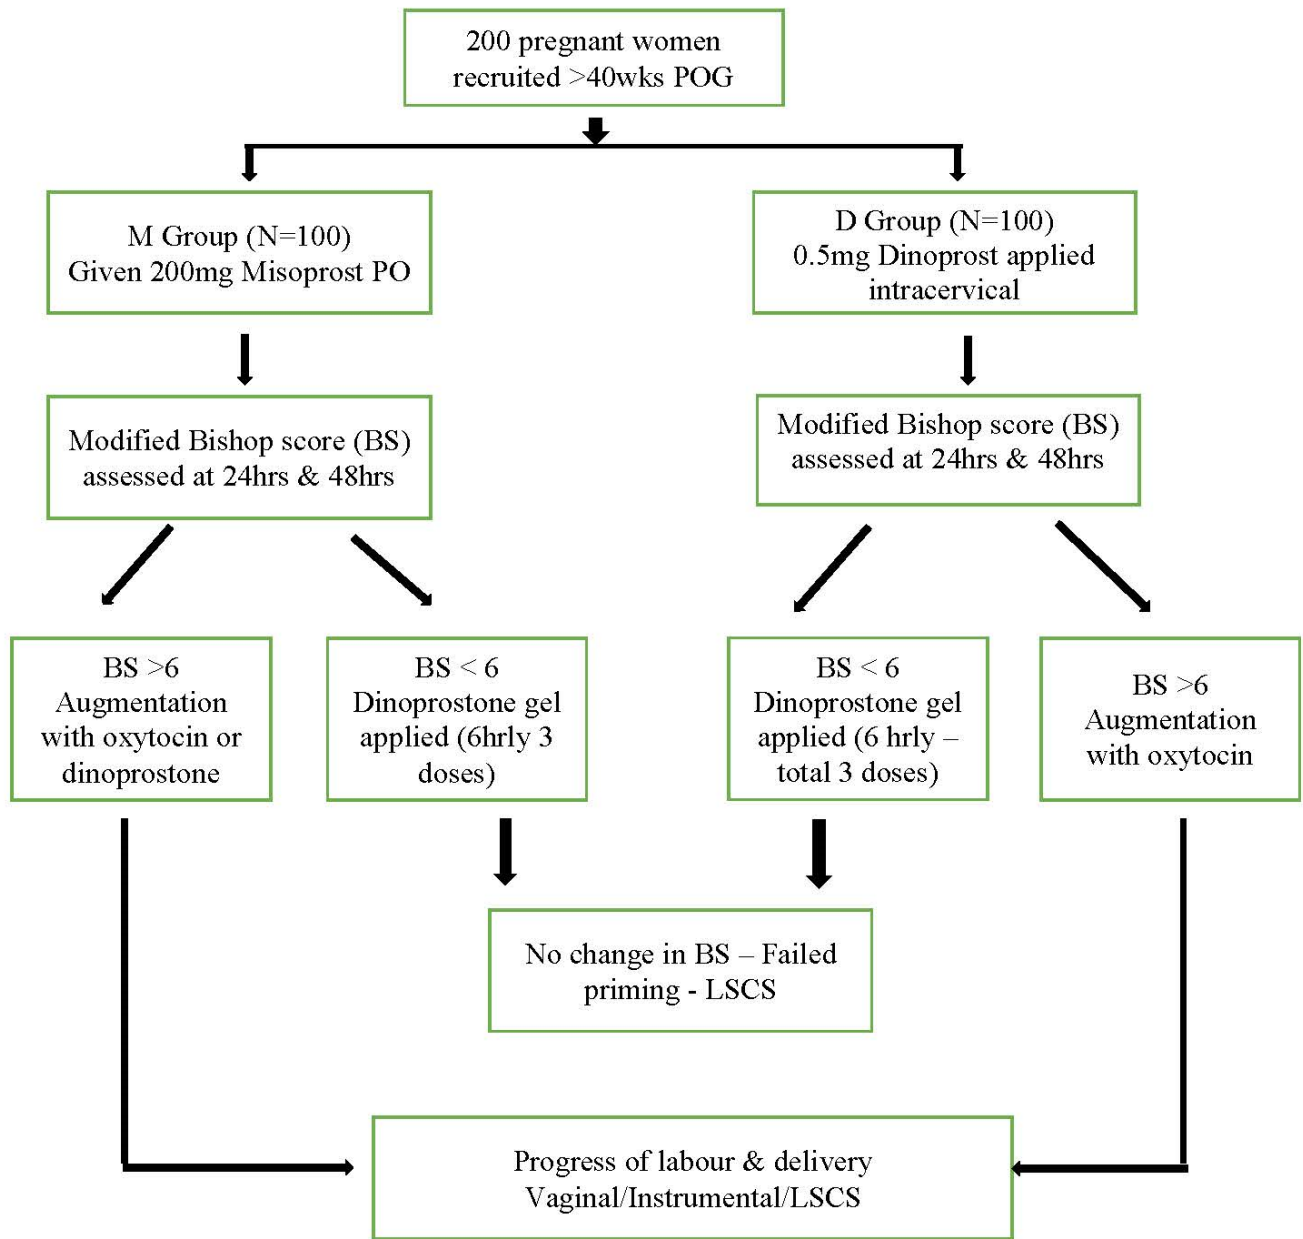 200 pregnant women
recruited >40wks POG
M Group (N=100)
Given 200mg Misoprost PO
D Group (N=100)
0.5mg Dinoprost applied
intracervical
Modified Bishop score (BS)
assessed at 24hrs & 48hrs
Modified Bishop score (BS)
assessed at 24hrs & 48hrs
BS >6
Augmentation
with oxytocin or
dinoprostone
BS < 6
Dinoprostone gel
applied (6hrly 3
doses)
BS < 6
Dinoprostone gel
applied (6 hrly –
total 3 doses)
BS >6
Augmentation
with oxytocin
No change in BS – Failed
priming - LSCS
Progress of labour & delivery
Vaginal/Instrumental/LSCS